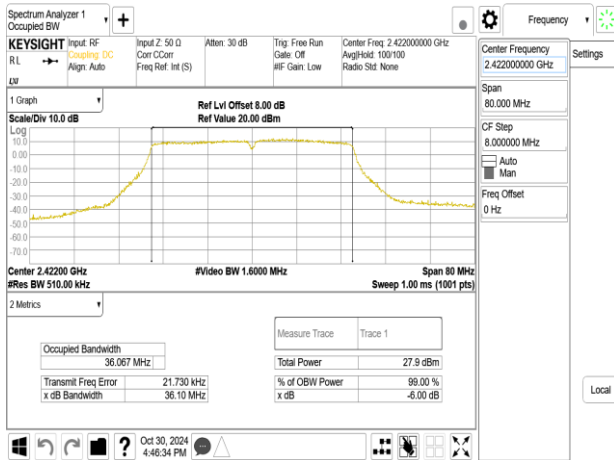 Spectrum Analyzer 1
Occupied BW
Frequency
KEYSIGHT
RL
LXI
Input: RF
Coupling: DC
Align: Auto
Input Z: 50 Ω
Corr CCorr
Freq Ref: Int (S)
Atten: 30 dB
Trig: Free Run
Gate: Off
#IF Gain: Low
Center Freq: 2.422000000 GHz
Avg|Hold: 100/100
Radio Std: None
Center Frequency
2.422000000 GHz
Settings
Span
80.000 MHz
CF Step
8.000000 MHz
Auto
Man
Freq Offset
0 Hz
Local
1 Graph
Scale/Div 10.0 dB
Ref Lvl Offset 8.00 dB
Ref Value 20.00 dBm
Log
10.0
0.00
-10.0
-20.0
-30.0
-40.0
-50.0
-60.0
-70.0
Center 2.42200 GHz
#Video BW 1.6000 MHz
Span 80 MHz
#Res BW 510.00 kHz
Sweep 1.00 ms (1001 pts)
2 Metrics
Measure Trace
Trace 1
Occupied Bandwidth
36.067 MHz
Total Power
27.9 dBm
Transmit Freq Error
21.730 kHz
% of OBW Power
99.00 %
x dB Bandwidth
36.10 MHz
x dB
-6.00 dB
Oct 30, 2024
4:46:34 PM